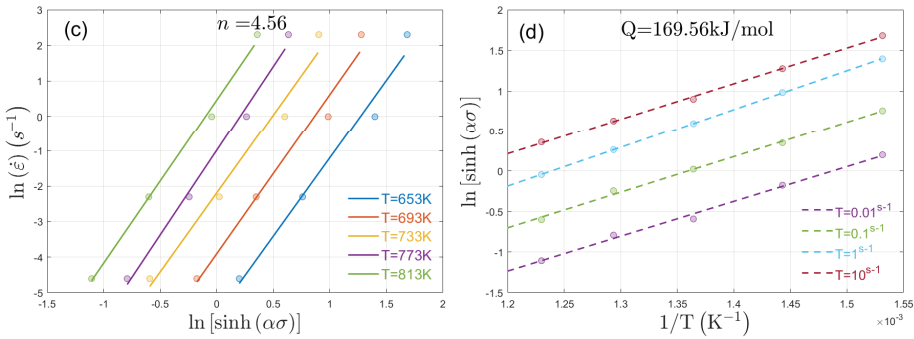 (c)
n = 4.56
3
2
1
0
-1
-2
-3
-4
-5
ln (ε̇) (s⁻¹)
T=653K
T=693K
T=733K
T=773K
T=813K
-1.5
-1
-0.5
0
0.5
1
1.5
2
ln [sinh (ασ)]
(d)
Q=169.56kJ/mol
2.0
1.5
1.0
0.5
0.0
-0.5
-1.0
-1.5
ln [sinh (ασ)]
T=0.01ˢ⁻¹
T=0.1ˢ⁻¹
T=1ˢ⁻¹
T=10ˢ⁻¹
1.2
1.25
1.3
1.35
1.4
1.45
1.5
1.55
×10⁻³
1/T (K⁻¹)